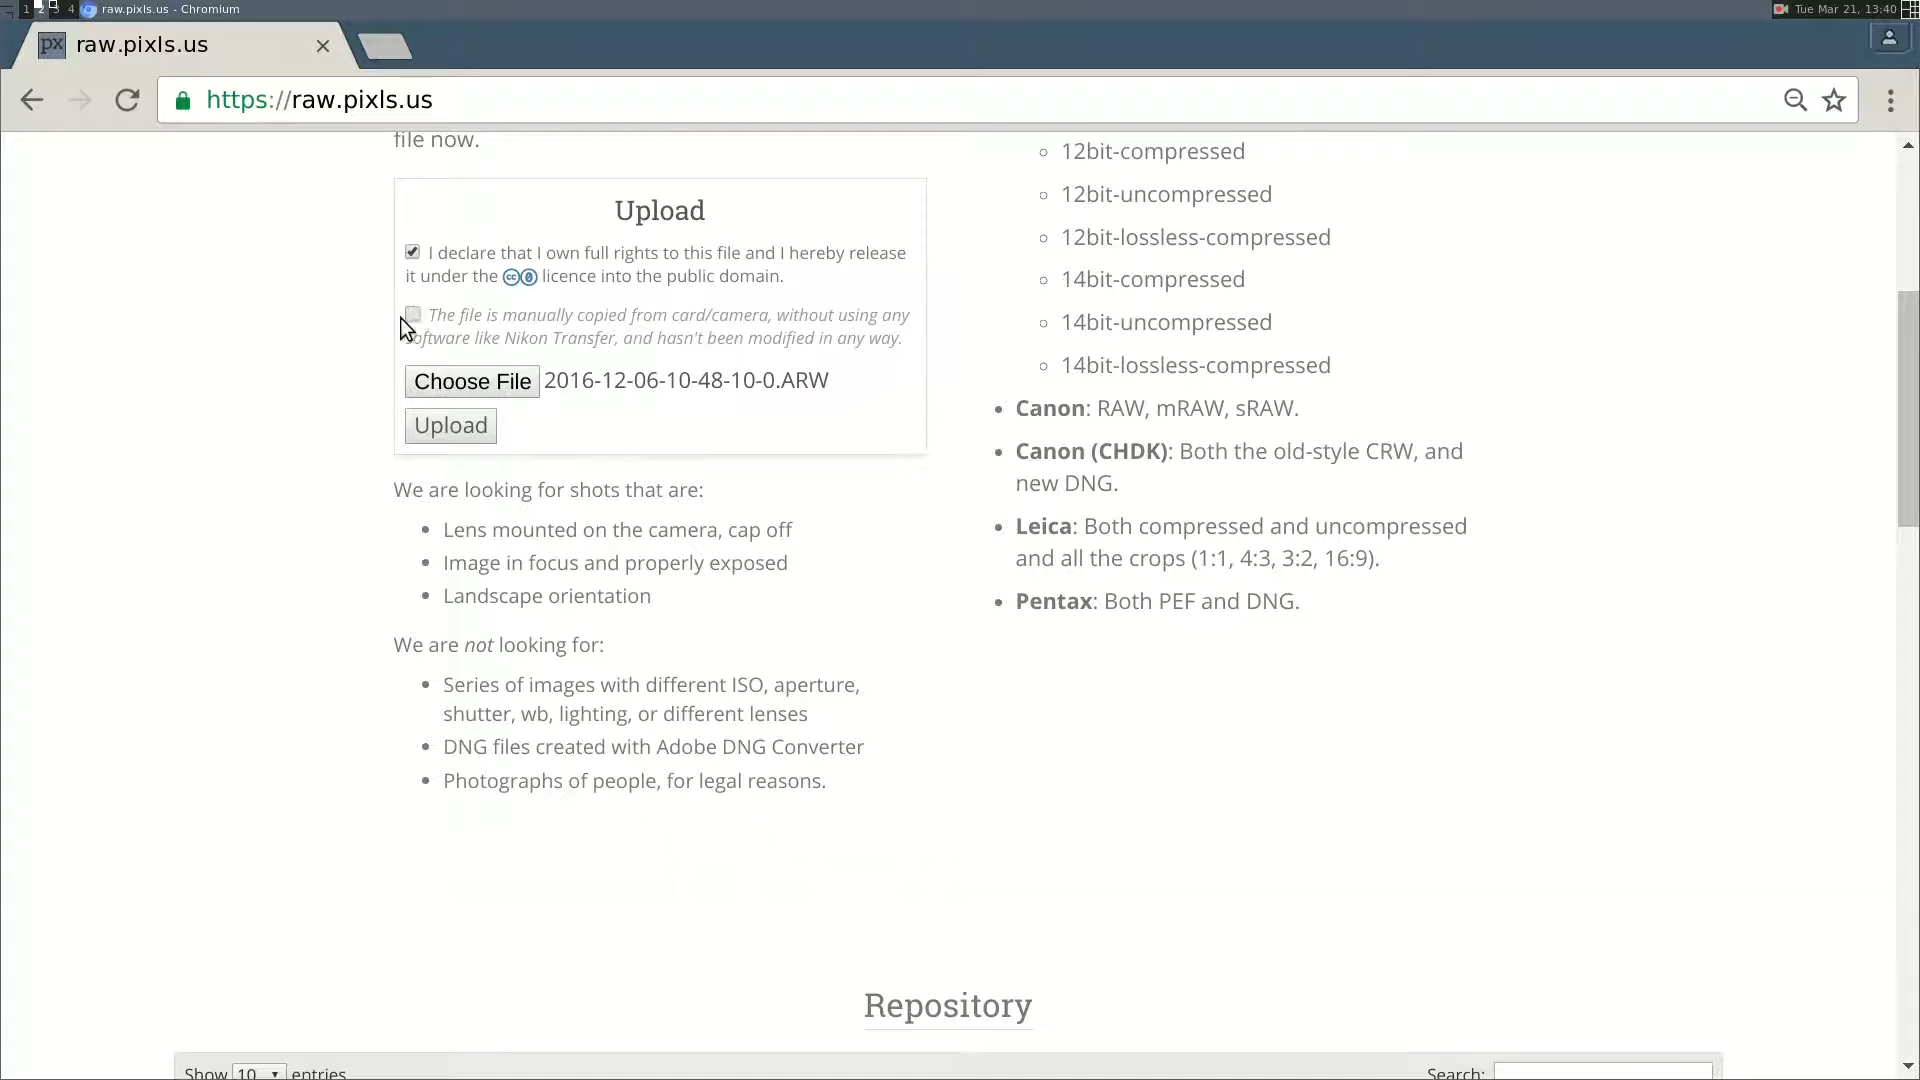 1 2 3 4 raw.pixls.us - Chromium
Tue Mar 21, 13:40
px raw.pixls.us
https://raw.pixls.us
file now.
Upload
I declare that I own full rights to this file and I hereby release
it under the cc 0 licence into the public domain.
The file is manually copied from card/camera, without using any
software like Nikon Transfer, and hasn't been modified in any way.
Choose File 2016-12-06-10-48-10-0.ARW
Upload
We are looking for shots that are:
Lens mounted on the camera, cap off
Image in focus and properly exposed
Landscape orientation
We are not looking for:
Series of images with different ISO, aperture,
shutter, wb, lighting, or different lenses
DNG files created with Adobe DNG Converter
Photographs of people, for legal reasons.
12bit-compressed
12bit-uncompressed
12bit-lossless-compressed
14bit-compressed
14bit-uncompressed
14bit-lossless-compressed
Canon: RAW, mRAW, sRAW.
Canon (CHDK): Both the old-style CRW, and
new DNG.
Leica: Both compressed and uncompressed
and all the crops (1:1, 4:3, 3:2, 16:9).
Pentax: Both PEF and DNG.
Repository
Show 10 entries
Search: